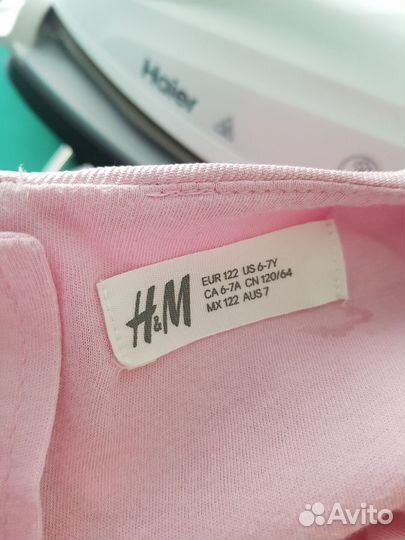 Haier
H&M
EUR 122 US 6-7Y
CA 6-7A CN 120/64
MX 122 AUS 7
Avito